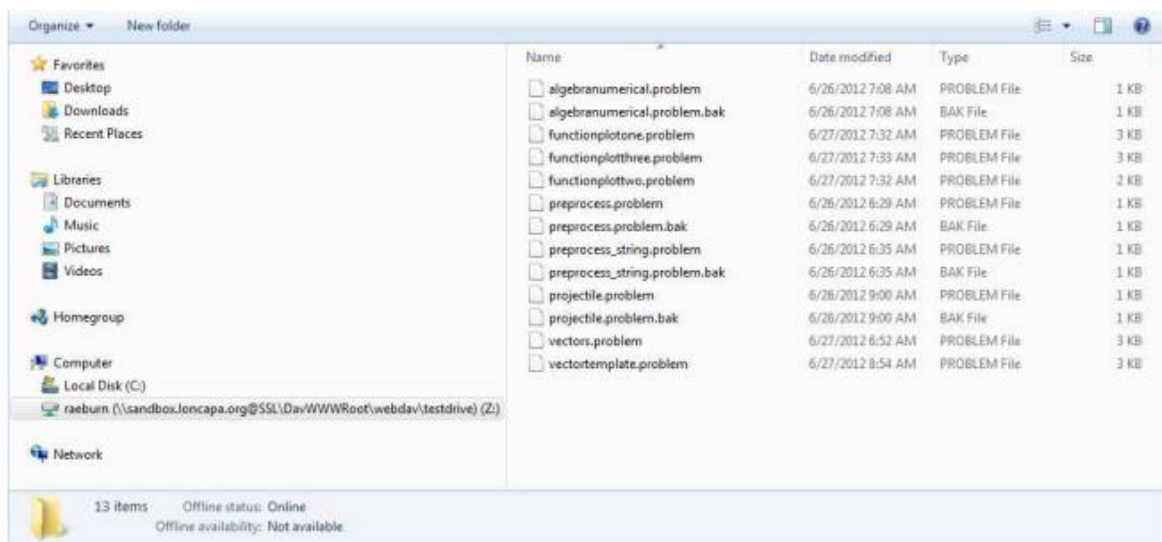 Organize New folder
Favorites
Desktop
Downloads
Recent Places
Libraries
Documents
Music
Pictures
Videos
Homegroup
Computer
Local Disk (C:)
raeburn (\\sandbox.loncapa.org@SSL\DavWWWRoot\webdav\testdrive) (Z:)
Network
Name Date modified Type Size
algebranumerical.problem 6/26/2012 7:08 AM PROBLEM File 1 KB
algebranumerical.problem.bak 6/26/2012 7:08 AM BAK File 1 KB
functionplotone.problem 6/27/2012 7:32 AM PROBLEM File 3 KB
functionplotthree.problem 6/27/2012 7:33 AM PROBLEM File 3 KB
functionplottwo.problem 6/27/2012 7:32 AM PROBLEM File 2 KB
preprocess.problem 6/26/2012 6:29 AM PROBLEM File 1 KB
preprocess.problem.bak 6/26/2012 6:29 AM BAK File 1 KB
preprocess_string.problem 6/26/2012 6:35 AM PROBLEM File 1 KB
preprocess_string.problem.bak 6/26/2012 6:35 AM BAK File 1 KB
projectile.problem 6/26/2012 9:00 AM PROBLEM File 1 KB
projectile.problem.bak 6/26/2012 9:00 AM BAK File 1 KB
vectors.problem 6/27/2012 6:52 AM PROBLEM File 3 KB
vectortemplate.problem 6/27/2012 8:54 AM PROBLEM File 3 KB
13 items Offline status: Online
Offline availability: Not available